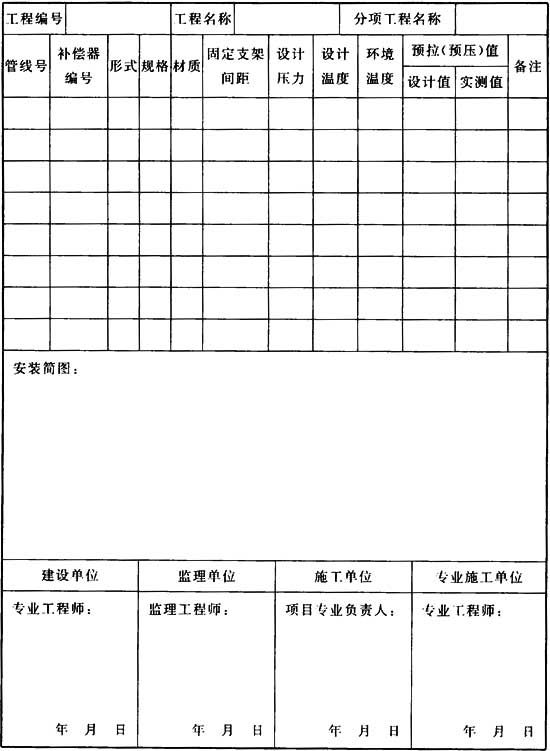 工程编号 工程名称 分项工程名称
管线号 补偿器编号 形式 规格 材质 固定支架间距 设计压力 设计温度 环境温度 预拉(预压)值 备注
设计值 实测值
安装简图：
建设单位 监理单位 施工单位 专业施工单位
专业工程师： 监理工程师： 项目专业负责人： 专业工程师：
年 月 日 年 月 日 年 月 日 年 月 日